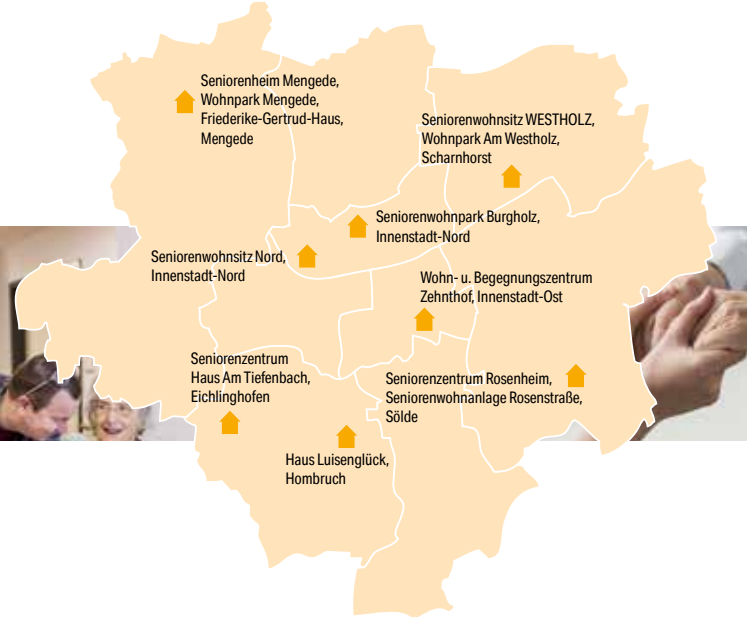 Seniorenheim Mengede,
Wohnpark Mengede,
Friederike-Gertrud-Haus,
Mengede
Seniorenwohnsitz WESTHOLZ,
Wohnpark Am Westholz,
Scharnhorst
Seniorenwohnpark Burgholz,
Innenstadt-Nord
Seniorenwohnsitz Nord,
Innenstadt-Nord
Wohn- u. Begegnungszentrum
Zehnthof, Innenstadt-Ost
Seniorenzentrum
Haus Am Tiefenbach,
Eichlinghofen
Seniorenzentrum Rosenheim,
Seniorenwohnanlage Rosenstraße,
Sölde
Haus Luisenglück,
Hombruch